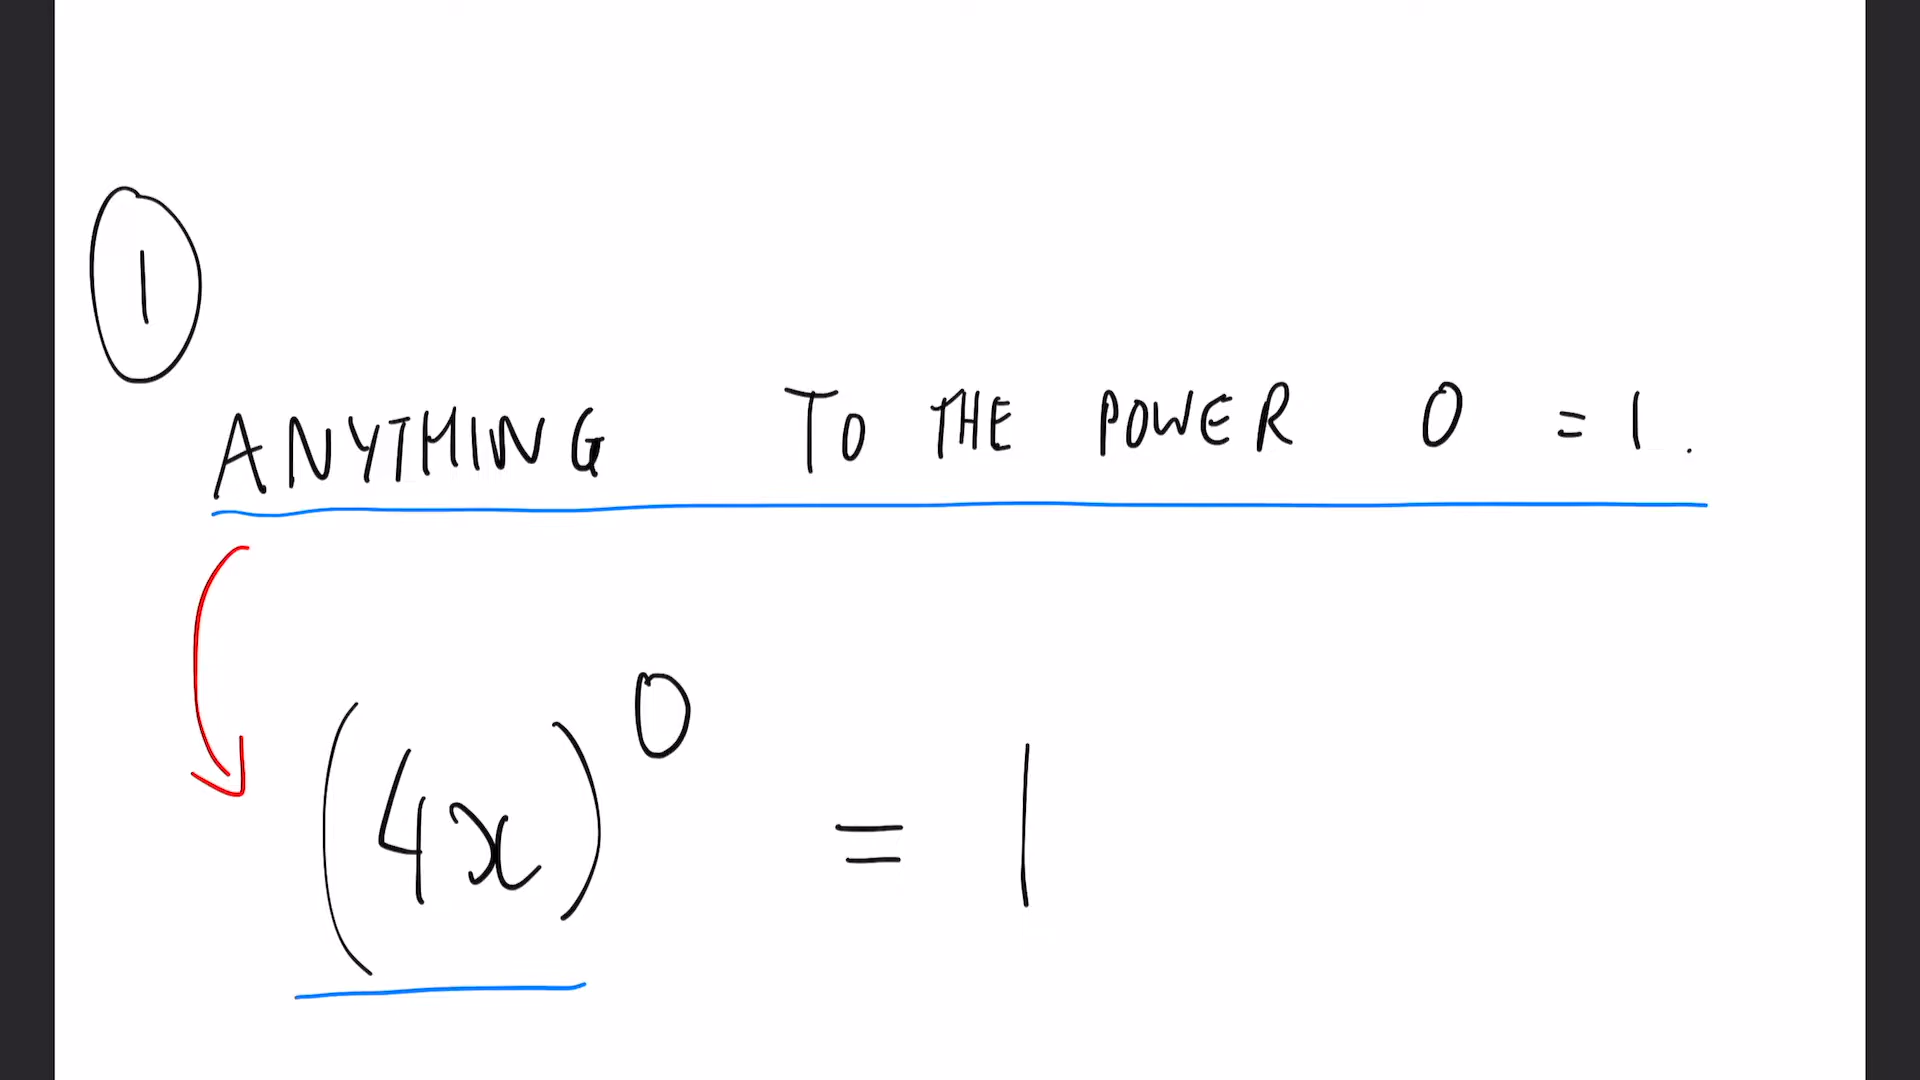 1
ANYTHING TO THE POWER 0 = 1.
(4x)⁰ = 1